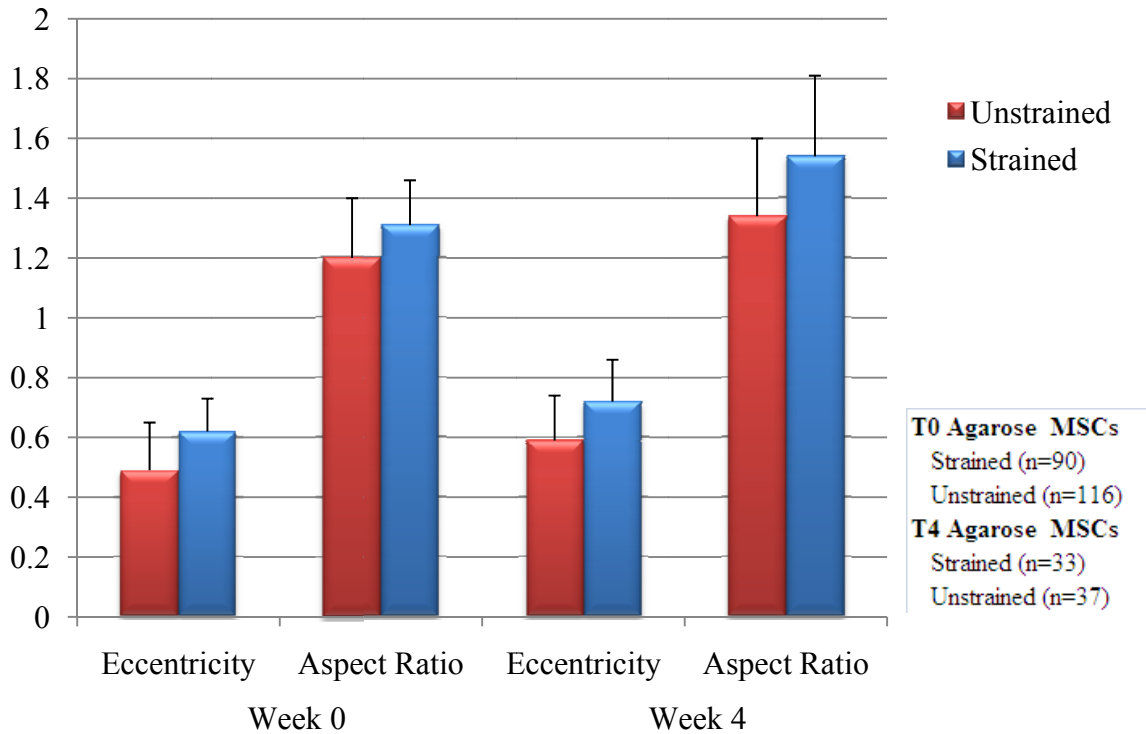 2
1.8
1.6
1.4
1.2
1
0.8
0.6
0.4
0.2
0
Eccentricity Aspect Ratio Eccentricity Aspect Ratio
Week 0 Week 4
Unstrained
Strained
T0 Agarose MSCs
Strained (n=90)
Unstrained (n=116)
T4 Agarose MSCs
Strained (n=33)
Unstrained (n=37)